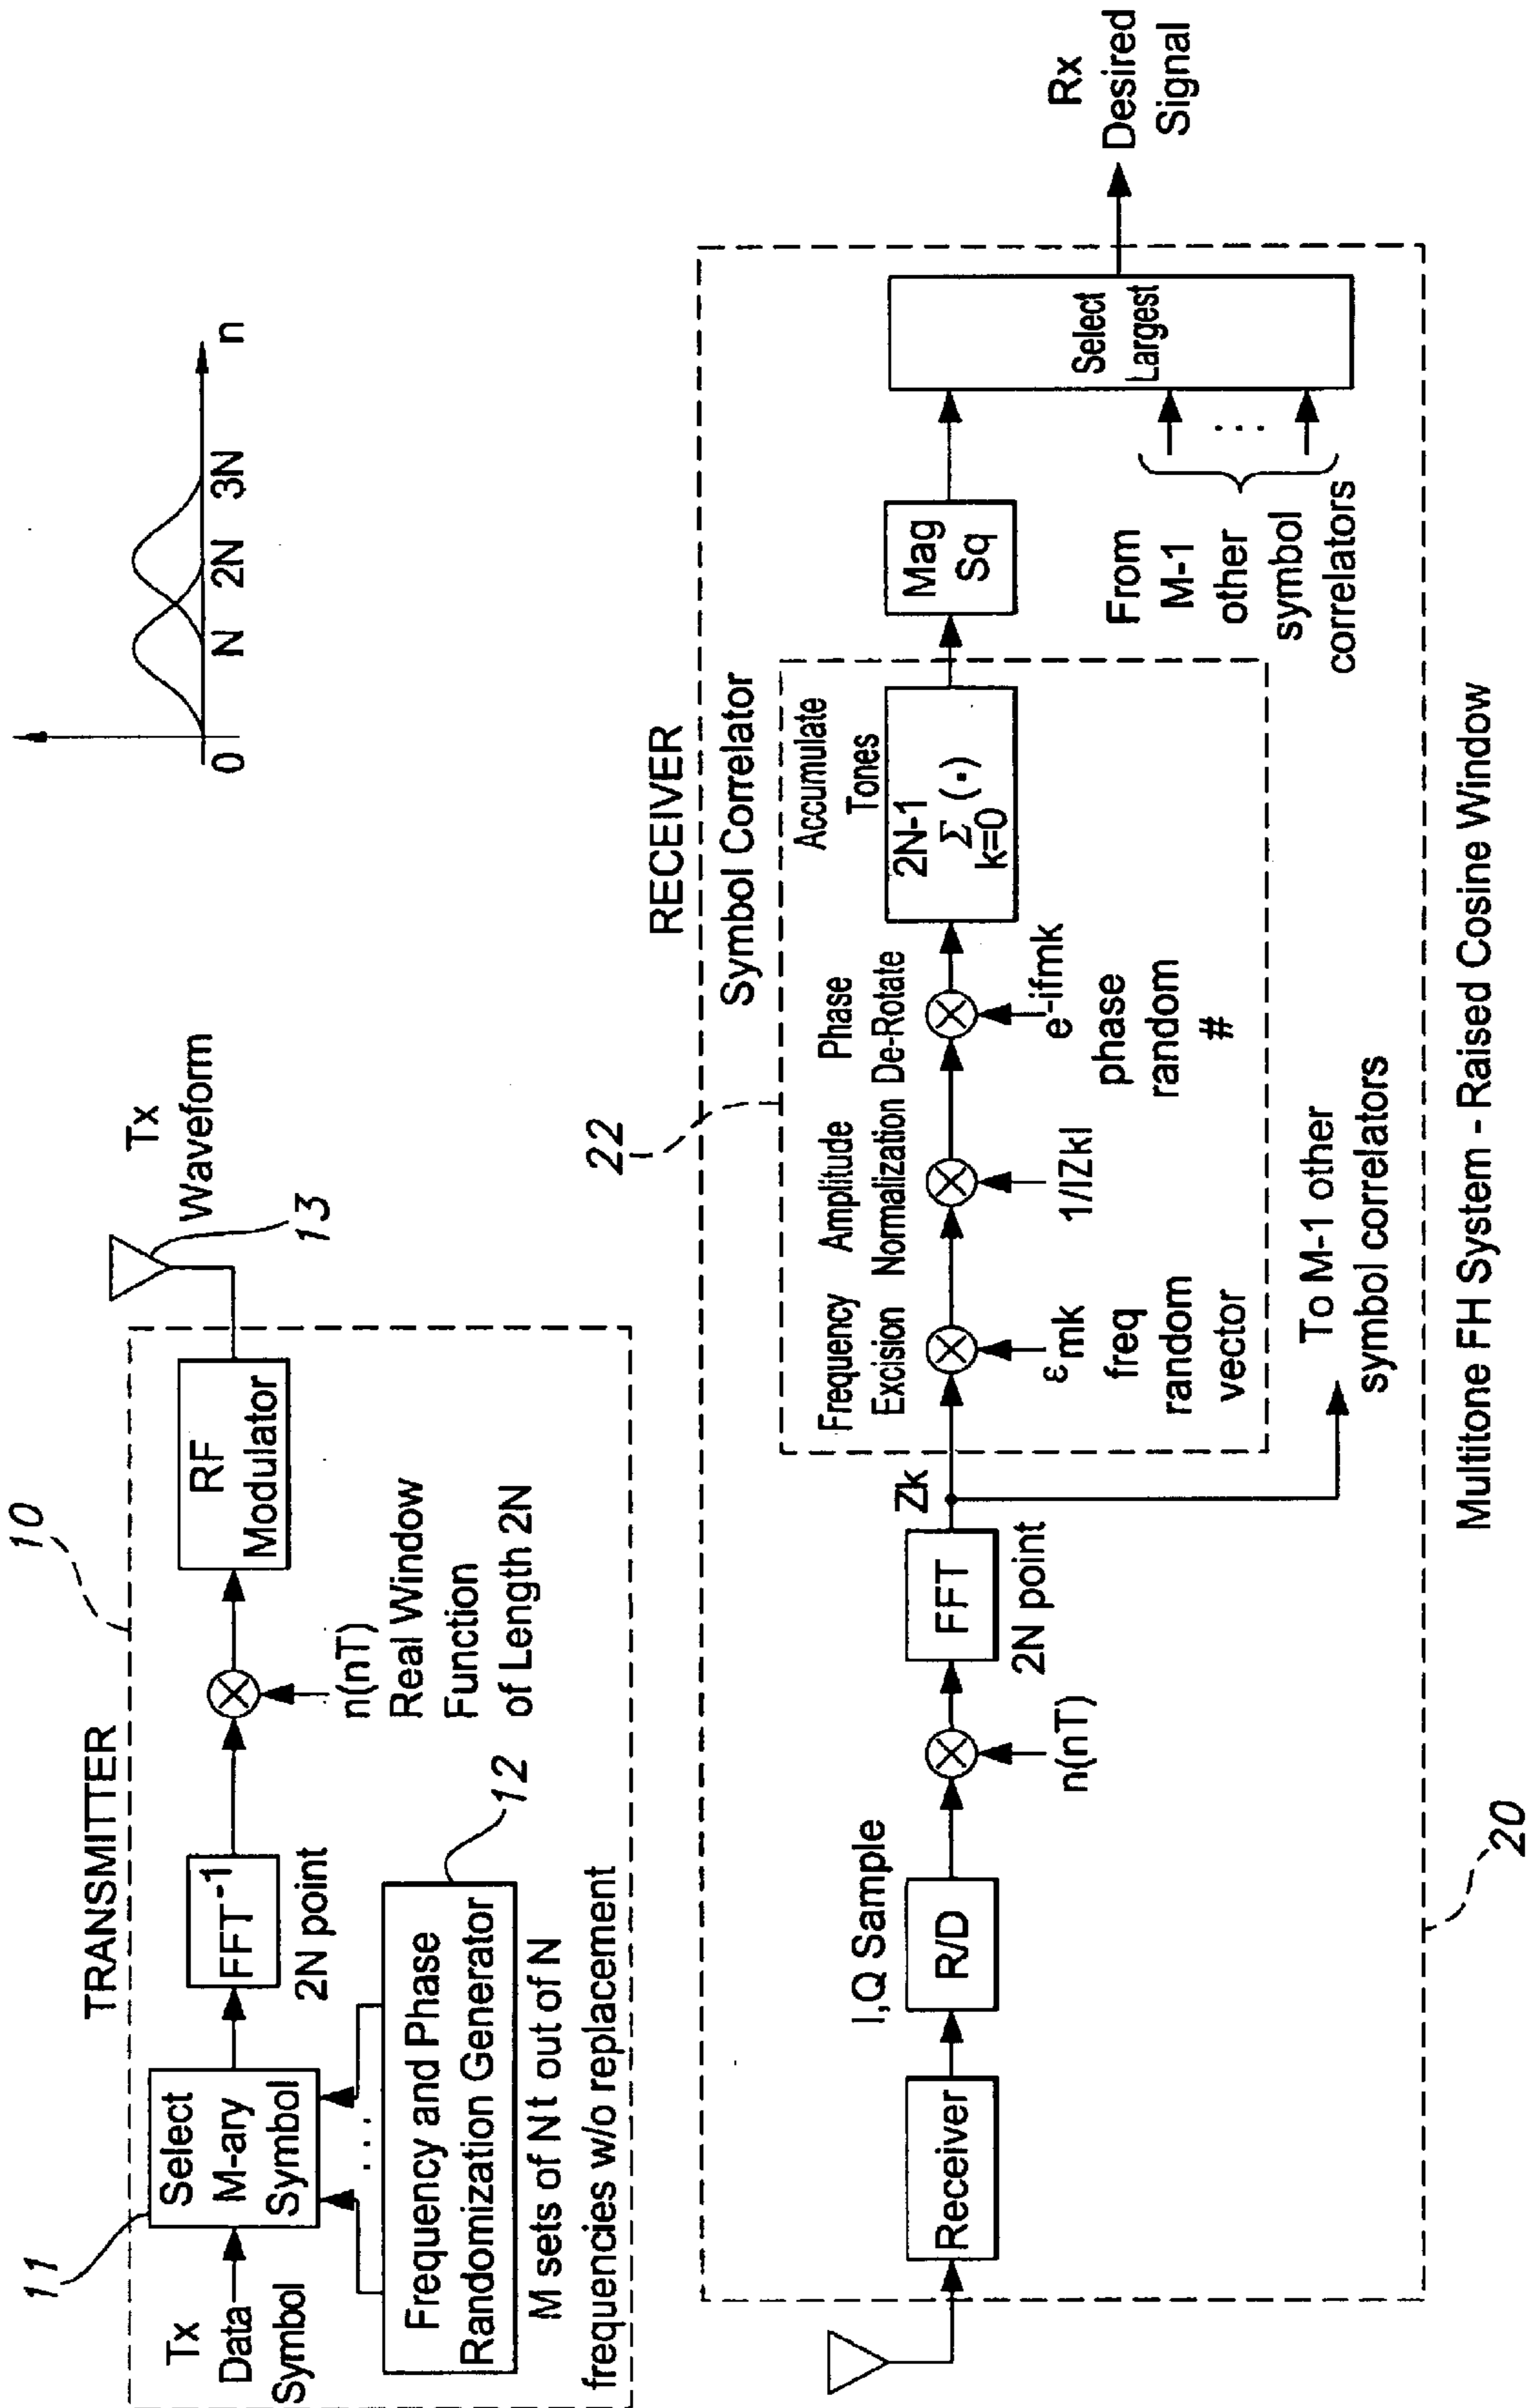 TRANSMITTER
10
11
Tx
Data
Symbol
Select
M-ary
Symbol
FFT-1
2N point
n(nT)
Real Window
Function
of Length 2N
RF
Modulator
13
Tx
Waveform
12
Frequency and Phase
Randomization Generator
M sets of Nt out of N
frequencies w/o replacement
0
N
2N
3N
n
RECEIVER
20
Receiver
I,Q Sample
R/D
n(nT)
FFT
2N point
Zk
To M-1 other
symbol correlators
22
Symbol Correlator
Frequency
Excision
εmk
freq
random
vector
Amplitude
Normalization
1/|Zk|
Phase
De-Rotate
e-ifmk
phase
random
#
Accumulate
Tones
2N-1
Σ (•)
k=0
Mag
Sq
From
M-1
other
symbol
correlators
...
Select
Largest
Rx
Desired
Signal
Multitone FH System - Raised Cosine Window